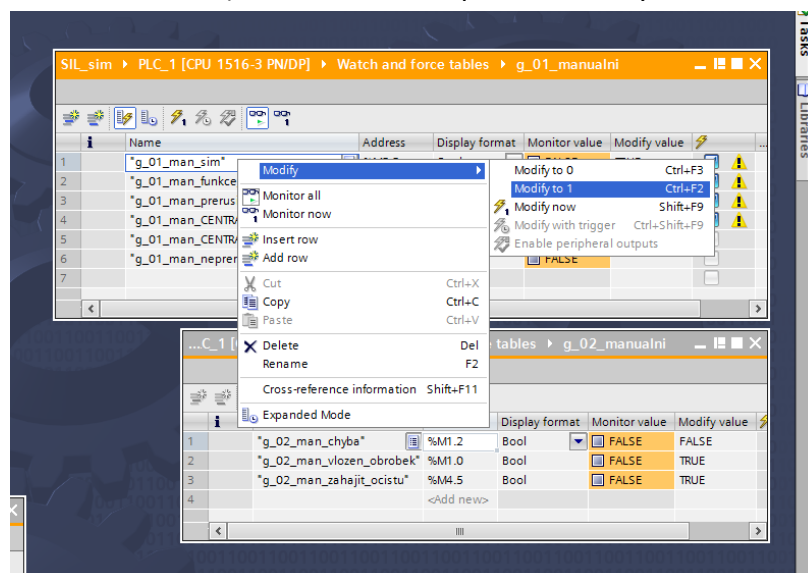 SIL_sim ▸ PLC_1 [CPU 1516-3 PN/DP] ▸ Watch and force tables ▸ g_01_manualni
i Name Address Display format Monitor value Modify value ...
1 "g_01_man_sim"
2 "g_01_man_funkce
3 "g_01_man_prerus
4 "g_01_man_CENTRA
5 "g_01_man_CENTRA
6 "g_01_man_neprer FALSE
7
Modify
Monitor all
Monitor now
Insert row
Add row
Cut Ctrl+X
Copy Ctrl+C
Paste Ctrl+V
Delete Del
Rename F2
Cross-reference information Shift+F11
Expanded Mode
Modify to 0 Ctrl+F3
Modify to 1 Ctrl+F2
Modify now Shift+F9
Modify with trigger Ctrl+Shift+F9
Enable peripheral outputs
Tasks
Libraries
...C_1 [ tables ▸ g_02_manualni
i Display format Monitor value Modify value
1 "g_02_man_chyba" %M1.2 Bool FALSE FALSE
2 "g_02_man_vlozen_obrobek" %M1.0 Bool FALSE TRUE
3 "g_02_man_zahajit_ocistu" %M4.5 Bool FALSE TRUE
4 <Add new>